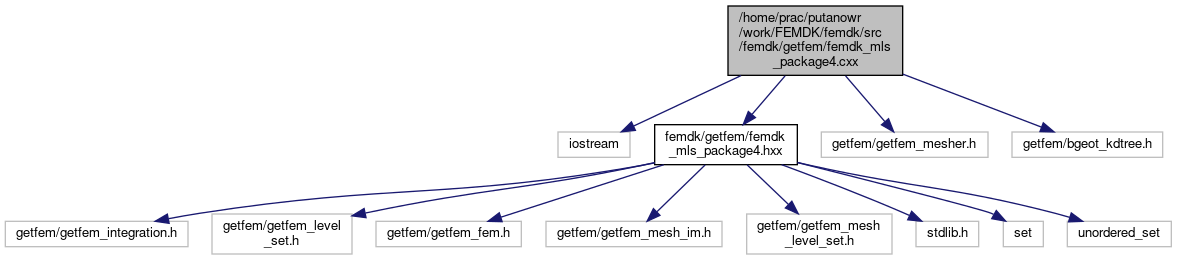 /home/prac/putanowr
/work/FEMDK/femdk/src
/femdk/getfem/femdk_mls
_package4.cxx
iostream
femdk/getfem/femdk
_mls_package4.hxx
getfem/getfem_mesher.h
getfem/bgeot_kdtree.h
getfem/getfem_integration.h
getfem/getfem_level
_set.h
getfem/getfem_fem.h
getfem/getfem_mesh_im.h
getfem/getfem_mesh
_level_set.h
stdlib.h
set
unordered_set